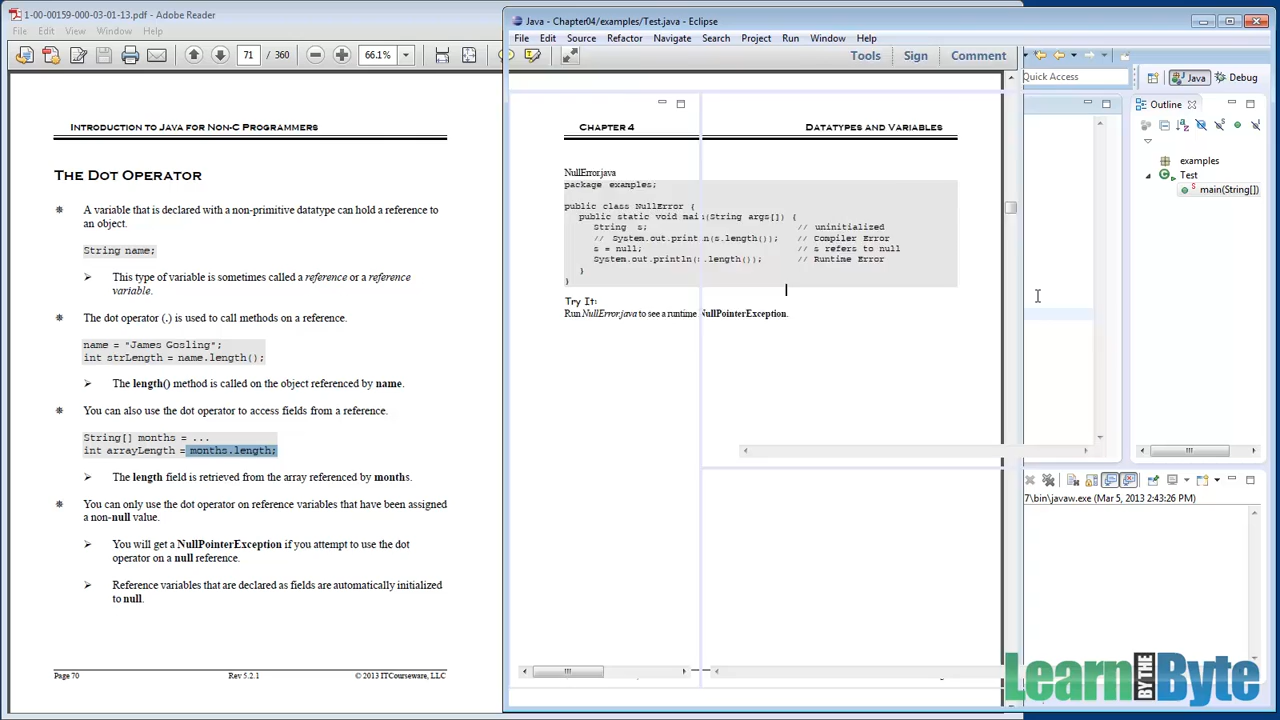 1-00-00159-000-03-01-13.pdf - Adobe Reader
File Edit View Window Help
71 / 360 66.1%
INTRODUCTION TO JAVA FOR NON-C PROGRAMMERS
THE DOT OPERATOR
A variable that is declared with a non-primitive datatype can hold a reference to
an object.
String name;
This type of variable is sometimes called a reference or a reference
variable.
The dot operator (.) is used to call methods on a reference.
name = "James Gosling";
int strLength = name.length();
The length() method is called on the object referenced by name.
You can also use the dot operator to access fields from a reference.
String[] months = ...
int arrayLength = months.length;
The length field is retrieved from the array referenced by months.
You can only use the dot operator on reference variables that have been assigned
a non-null value.
You will get a NullPointerException if you attempt to use the dot
operator on a null reference.
Reference variables that are declared as fields are automatically initialized
to null.
Page 70 Rev 5.2.1 © 2013 ITCourseware, LLC
Java - Chapter04/examples/Test.java - Eclipse
File Edit Source Refactor Navigate Search Project Run Window Help
Tools Sign Comment
Quick Access Java Debug
CHAPTER 4 DATATYPES AND VARIABLES
NullError.java
package examples;
public class NullError {
public static void main(String args[]) {
String s; // uninitialized
// System.out.println(s.length()); // Compiler Error
s = null; // s refers to null
System.out.println(s.length()); // Runtime Error
}
}
Try It:
Run NullError.java to see a runtime NullPointerException.
Outline
examples
Test
main(String[])
7\bin\javaw.exe (Mar 5, 2013 2:43:26 PM)
Learn BY THE Byte